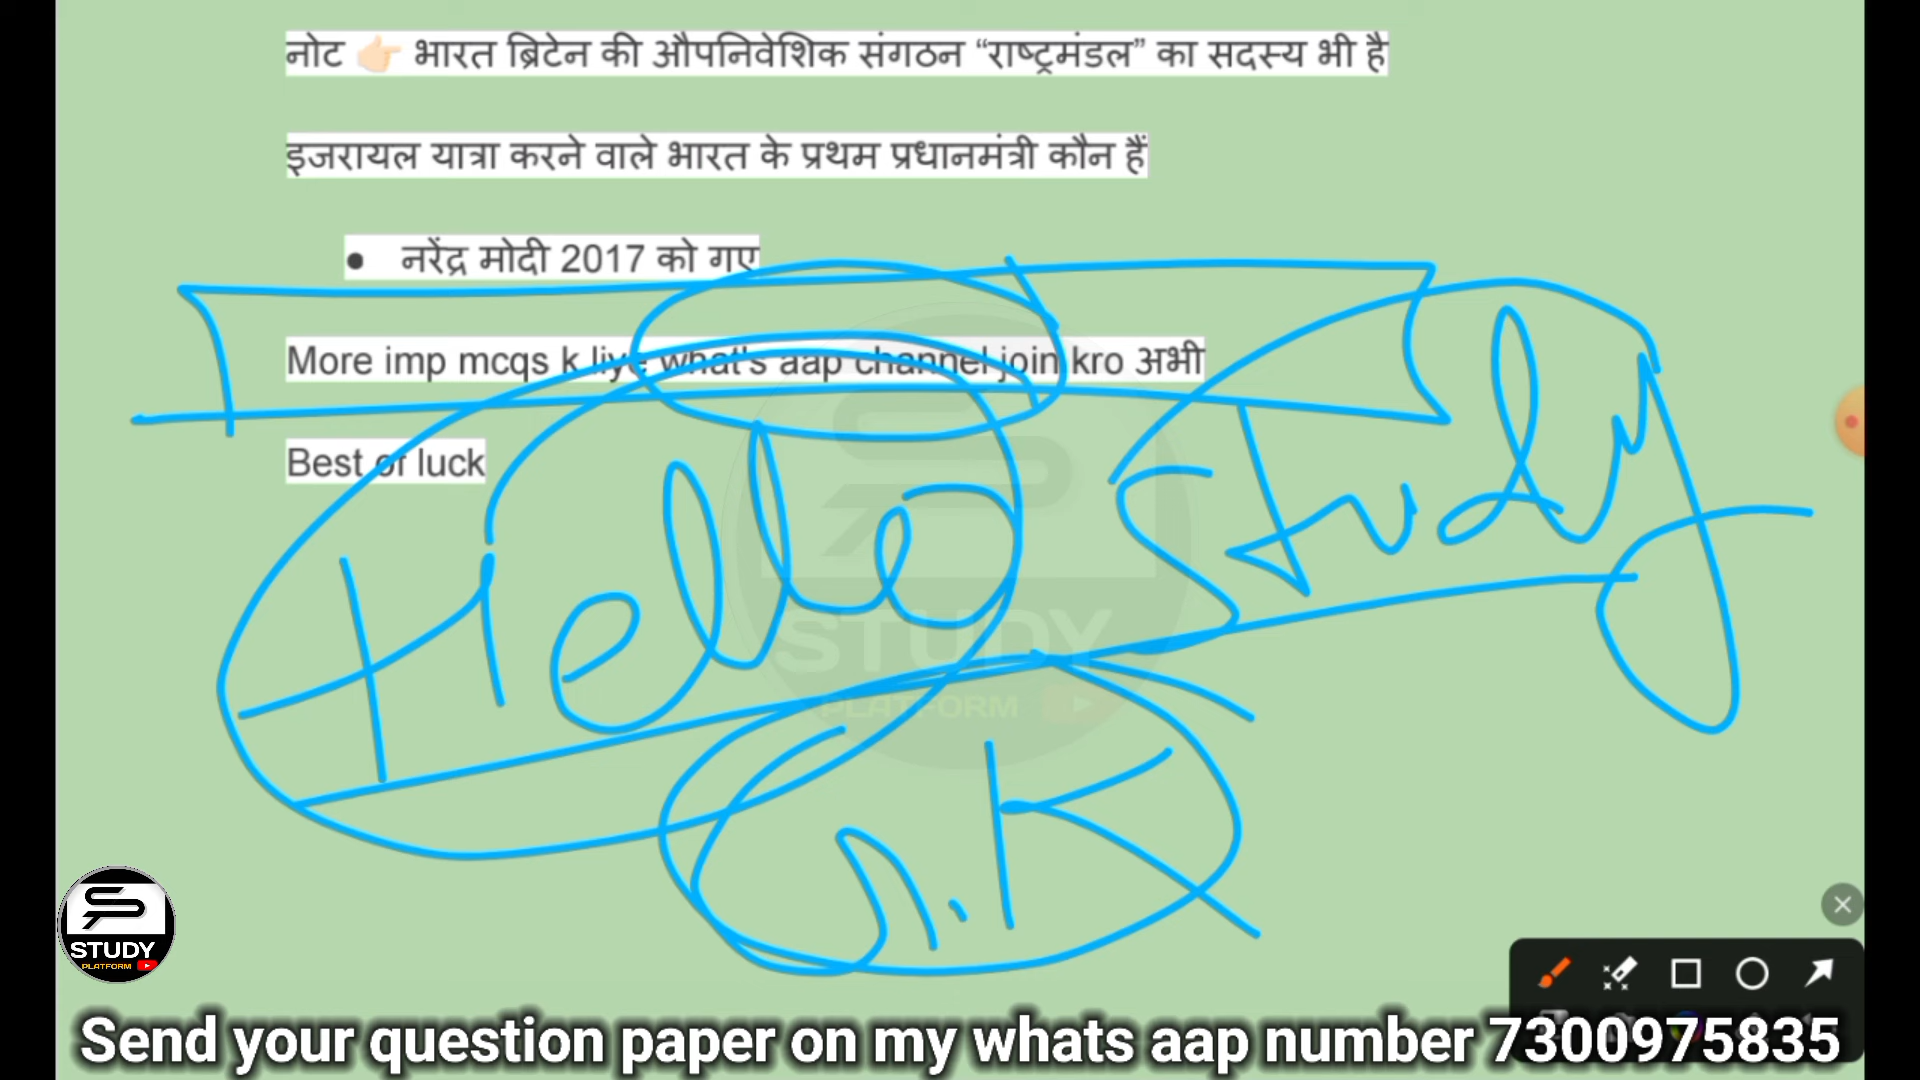 नोट 👉🏻 भारत ब्रिटेन की औपनिवेशिक संगठन “राष्ट्रमंडल” का सदस्य भी है
इजरायल यात्रा करने वाले भारत के प्रथम प्रधानमंत्री कौन हैं
● नरेंद्र मोदी 2017 को गए
More imp mcqs k liye what's aap channel join kro अभी
Best of luck
Hello Study
STUDY
PLATFORM
STUDY
PLATFORM
Send your question paper on my whats aap number 7300975835